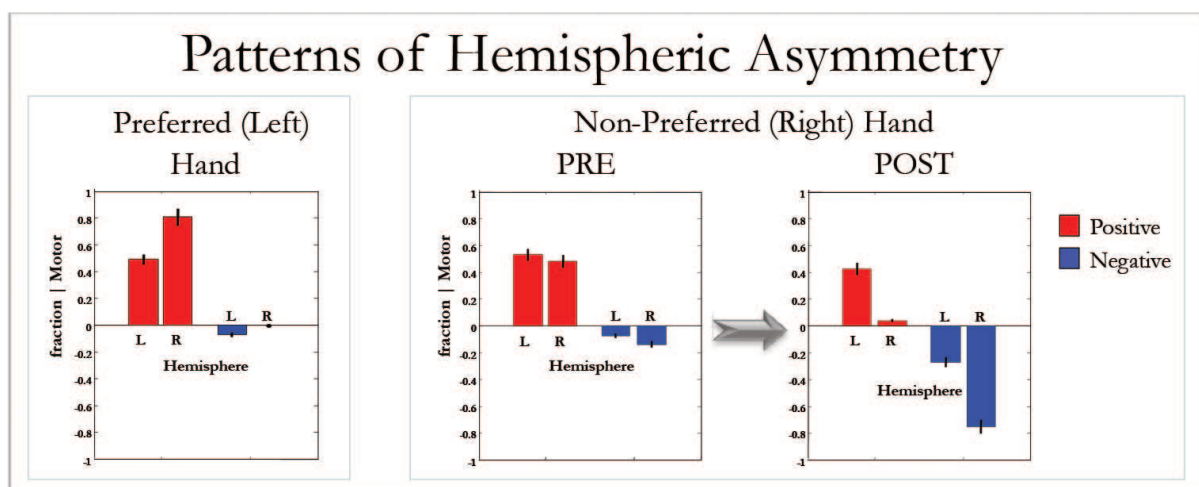 Patterns of Hemispheric Asymmetry
Preferred (Left)
Hand
fraction | Motor
1
0.8
0.6
0.4
0.2
0
-0.2
-0.4
-0.6
-0.8
-1
L R
L R
Hemisphere
Non-Preferred (Right) Hand
PRE
fraction | Motor
1
0.8
0.6
0.4
0.2
0
-0.2
-0.4
-0.6
-0.8
-1
L R
L R
Hemisphere
POST
1
0.8
0.6
0.4
0.2
0
-0.2
-0.4
-0.6
-0.8
-1
L R
L R
Hemisphere
Positive
Negative